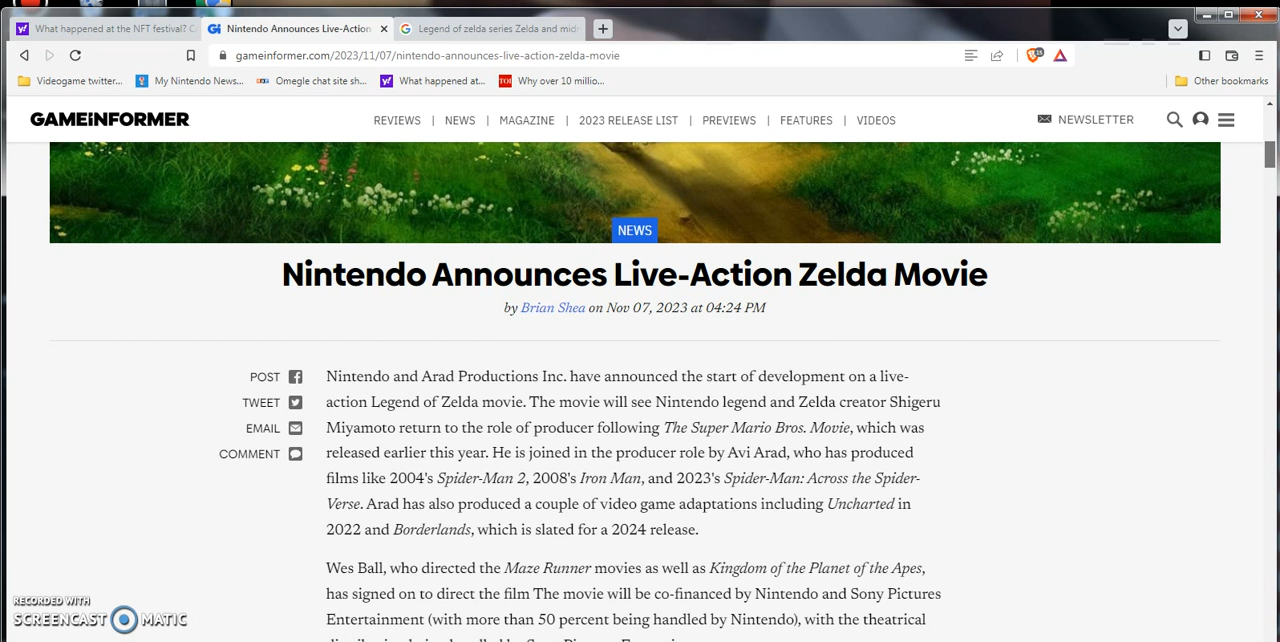 What happened at the NFT festival? C
Nintendo Announces Live-Action
Legend of zelda series Zelda and mid
gameinformer.com/2023/11/07/nintendo-announces-live-action-zelda-movie
15
Videogame twitter...
My Nintendo News...
Omegle chat site sh...
What happened at...
TOI
Why over 10 millio...
Other bookmarks
GAMEINFORMER
REVIEWS | NEWS | MAGAZINE | 2023 RELEASE LIST | PREVIEWS | FEATURES | VIDEOS
NEWSLETTER
NEWS
Nintendo Announces Live-Action Zelda Movie
by Brian Shea on Nov 07, 2023 at 04:24 PM
POST
TWEET
EMAIL
COMMENT
Nintendo and Arad Productions Inc. have announced the start of development on a live-
action Legend of Zelda movie. The movie will see Nintendo legend and Zelda creator Shigeru
Miyamoto return to the role of producer following The Super Mario Bros. Movie, which was
released earlier this year. He is joined in the producer role by Avi Arad, who has produced
films like 2004's Spider-Man 2, 2008's Iron Man, and 2023's Spider-Man: Across the Spider-
Verse. Arad has also produced a couple of video game adaptations including Uncharted in
2022 and Borderlands, which is slated for a 2024 release.
Wes Ball, who directed the Maze Runner movies as well as Kingdom of the Planet of the Apes,
has signed on to direct the film The movie will be co-financed by Nintendo and Sony Pictures
Entertainment (with more than 50 percent being handled by Nintendo), with the theatrical
RECORDED WITH
SCREENCAST MATIC